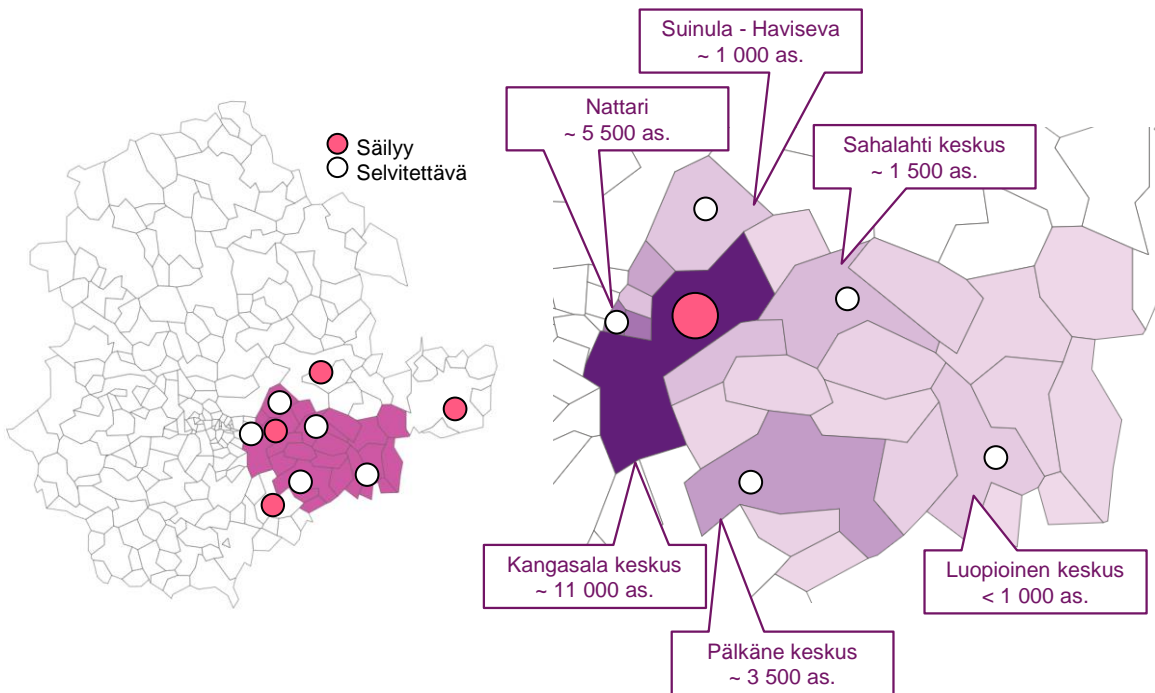 Suinula - Haviseva
~ 1 000 as.
Nattari
~ 5 500 as.
Säilyy
Selvitettävä
Sahalahti keskus
~ 1 500 as.
Kangasala keskus
~ 11 000 as.
Luopioinen keskus
< 1 000 as.
Pälkäne keskus
~ 3 500 as.